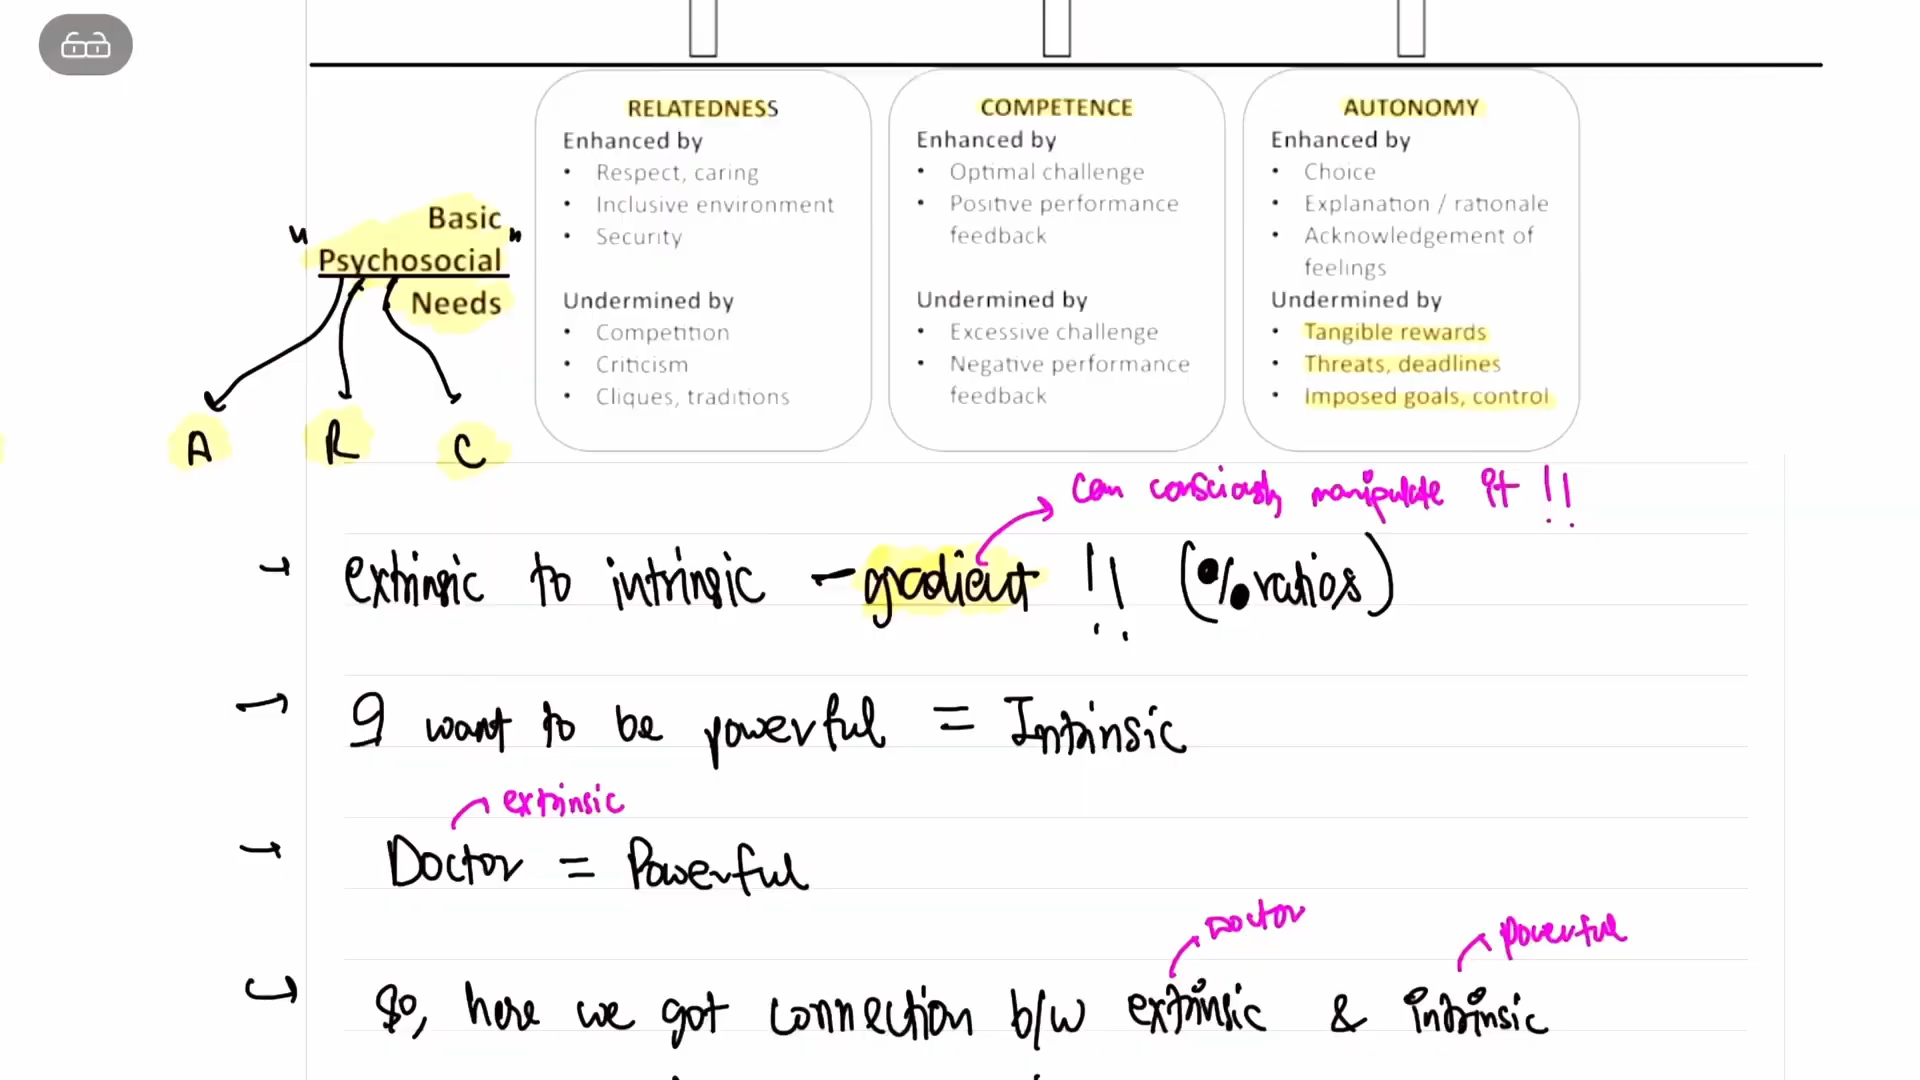 RELATEDNESS
Enhanced by
• Respect, caring
• Inclusive environment
• Security
Undermined by
• Competition
• Criticism
• Cliques, traditions
COMPETENCE
Enhanced by
• Optimal challenge
• Positive performance
feedback
Undermined by
• Excessive challenge
• Negative performance
feedback
AUTONOMY
Enhanced by
• Choice
• Explanation / rationale
• Acknowledgement of
feelings
Undermined by
• Tangible rewards
• Threats, deadlines
• Imposed goals, control
" Basic "
Psychosocial
Needs
A R C
can consciously manipulate it !!
→ extrinsic to intrinsic - gradient !! (% ratios)
→ I want to be powerful = Intrinsic
extrinsic
→ Doctor = Powerful
Doctor powerful
↪ So, here we got connection b/w extrinsic & intrinsic